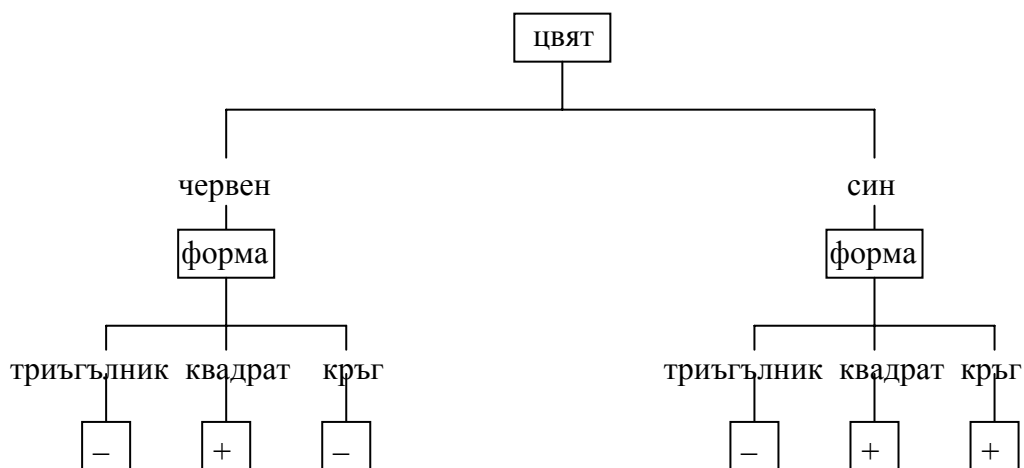 цвят
червен син
форма форма
триъгълник квадрат кръг триъгълник квадрат кръг
– + – – + +